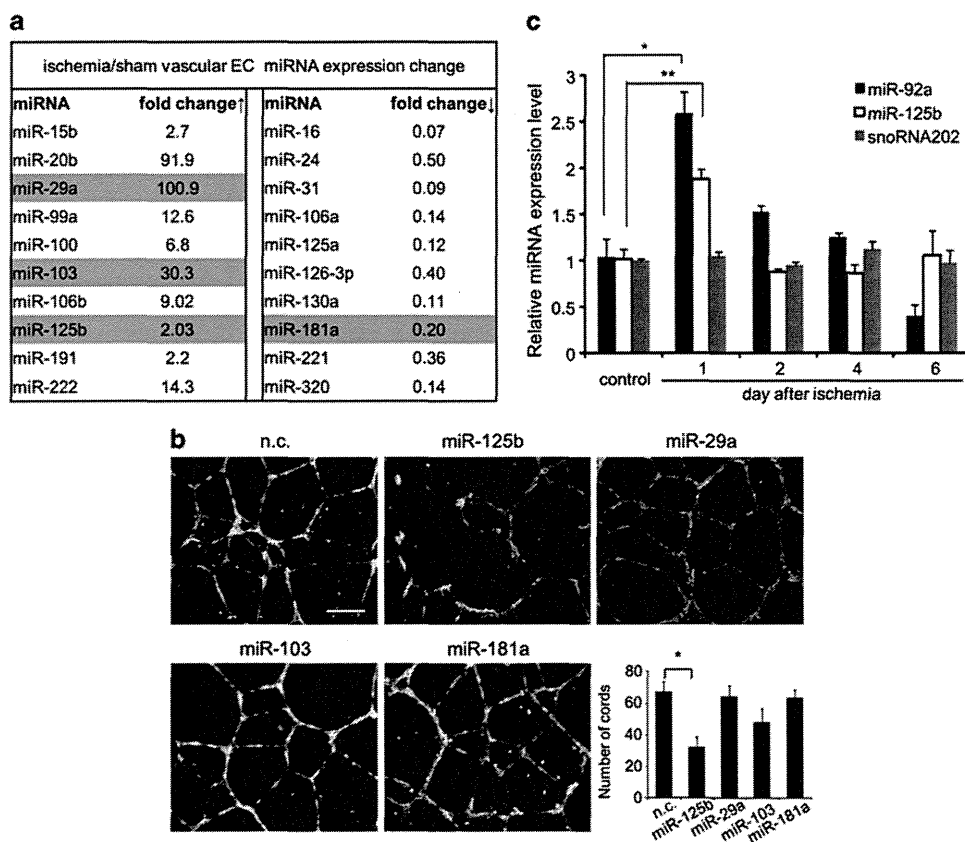 a
ischemia/sham vascular EC miRNA expression change
miRNA fold change↑ miRNA fold change↓
miR-15b 2.7 miR-16 0.07
miR-20b 91.9 miR-24 0.50
miR-29a 100.9 miR-31 0.09
miR-99a 12.6 miR-106a 0.14
miR-100 6.8 miR-125a 0.12
miR-103 30.3 miR-126-3p 0.40
miR-106b 9.02 miR-130a 0.11
miR-125b 2.03 miR-181a 0.20
miR-191 2.2 miR-221 0.36
miR-222 14.3 miR-320 0.14
c
*
**
miR-92a
miR-125b
snoRNA202
Relative miRNA expression level
3
2.5
2
1.5
1
0.5
0
control 1 2 4 6
day after ischemia
b
n.c. miR-125b miR-29a
miR-103 miR-181a
*
Number of cords
80
60
40
20
0
n.c. miR-125b miR-29a miR-103 miR-181a